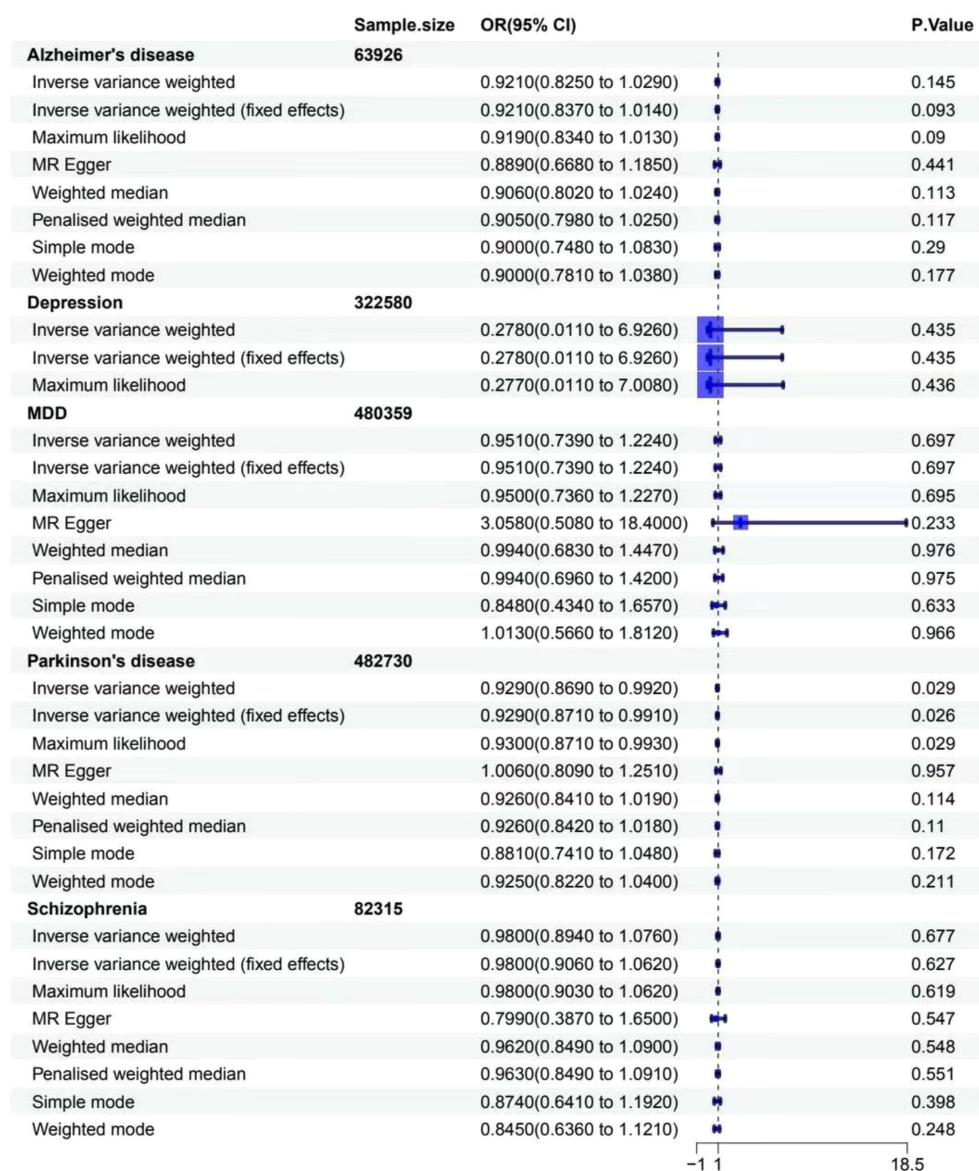 Sample.size OR(95% CI) P.Value
Alzheimer's disease 63926
Inverse variance weighted 0.9210(0.8250 to 1.0290) 0.145
Inverse variance weighted (fixed effects) 0.9210(0.8370 to 1.0140) 0.093
Maximum likelihood 0.9190(0.8340 to 1.0130) 0.09
MR Egger 0.8890(0.6680 to 1.1850) 0.441
Weighted median 0.9060(0.8020 to 1.0240) 0.113
Penalised weighted median 0.9050(0.7980 to 1.0250) 0.117
Simple mode 0.9000(0.7480 to 1.0830) 0.29
Weighted mode 0.9000(0.7810 to 1.0380) 0.177
Depression 322580
Inverse variance weighted 0.2780(0.0110 to 6.9260) 0.435
Inverse variance weighted (fixed effects) 0.2780(0.0110 to 6.9260) 0.435
Maximum likelihood 0.2770(0.0110 to 7.0080) 0.436
MDD 480359
Inverse variance weighted 0.9510(0.7390 to 1.2240) 0.697
Inverse variance weighted (fixed effects) 0.9510(0.7390 to 1.2240) 0.697
Maximum likelihood 0.9500(0.7360 to 1.2270) 0.695
MR Egger 3.0580(0.5080 to 18.4000) 0.233
Weighted median 0.9940(0.6830 to 1.4470) 0.976
Penalised weighted median 0.9940(0.6960 to 1.4200) 0.975
Simple mode 0.8480(0.4340 to 1.6570) 0.633
Weighted mode 1.0130(0.5660 to 1.8120) 0.966
Parkinson's disease 482730
Inverse variance weighted 0.9290(0.8690 to 0.9920) 0.029
Inverse variance weighted (fixed effects) 0.9290(0.8710 to 0.9910) 0.026
Maximum likelihood 0.9300(0.8710 to 0.9930) 0.029
MR Egger 1.0060(0.8090 to 1.2510) 0.957
Weighted median 0.9260(0.8410 to 1.0190) 0.114
Penalised weighted median 0.9260(0.8420 to 1.0180) 0.11
Simple mode 0.8810(0.7410 to 1.0480) 0.172
Weighted mode 0.9250(0.8220 to 1.0400) 0.211
Schizophrenia 82315
Inverse variance weighted 0.9800(0.8940 to 1.0760) 0.677
Inverse variance weighted (fixed effects) 0.9800(0.9060 to 1.0620) 0.627
Maximum likelihood 0.9800(0.9030 to 1.0620) 0.619
MR Egger 0.7990(0.3870 to 1.6500) 0.547
Weighted median 0.9620(0.8490 to 1.0900) 0.548
Penalised weighted median 0.9630(0.8490 to 1.0910) 0.551
Simple mode 0.8740(0.6410 to 1.1920) 0.398
Weighted mode 0.8450(0.6360 to 1.1210) 0.248
−1 1 18.5